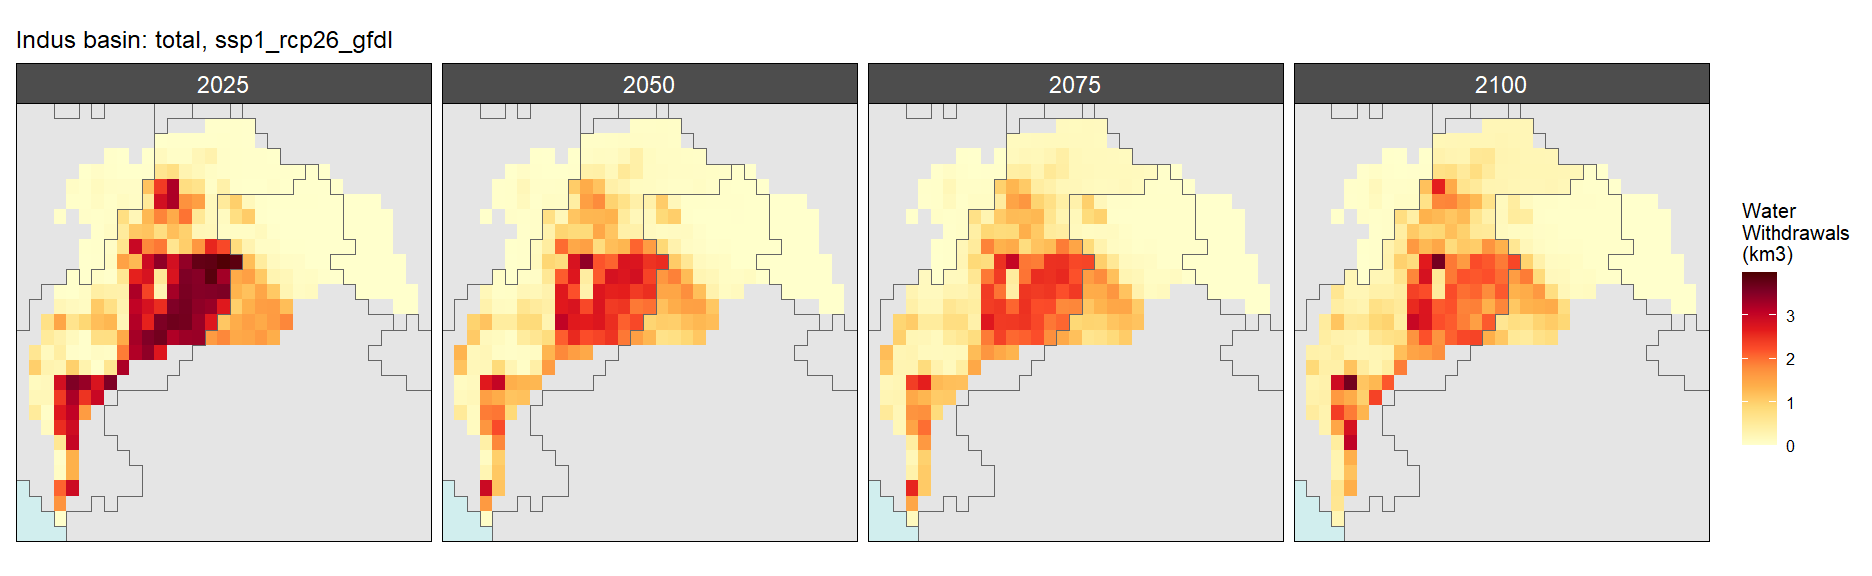 Indus basin: total, ssp1_rcp26_gfdl
2025
2050
2075
2100
Water
Withdrawals
(km3)
3
2
1
0